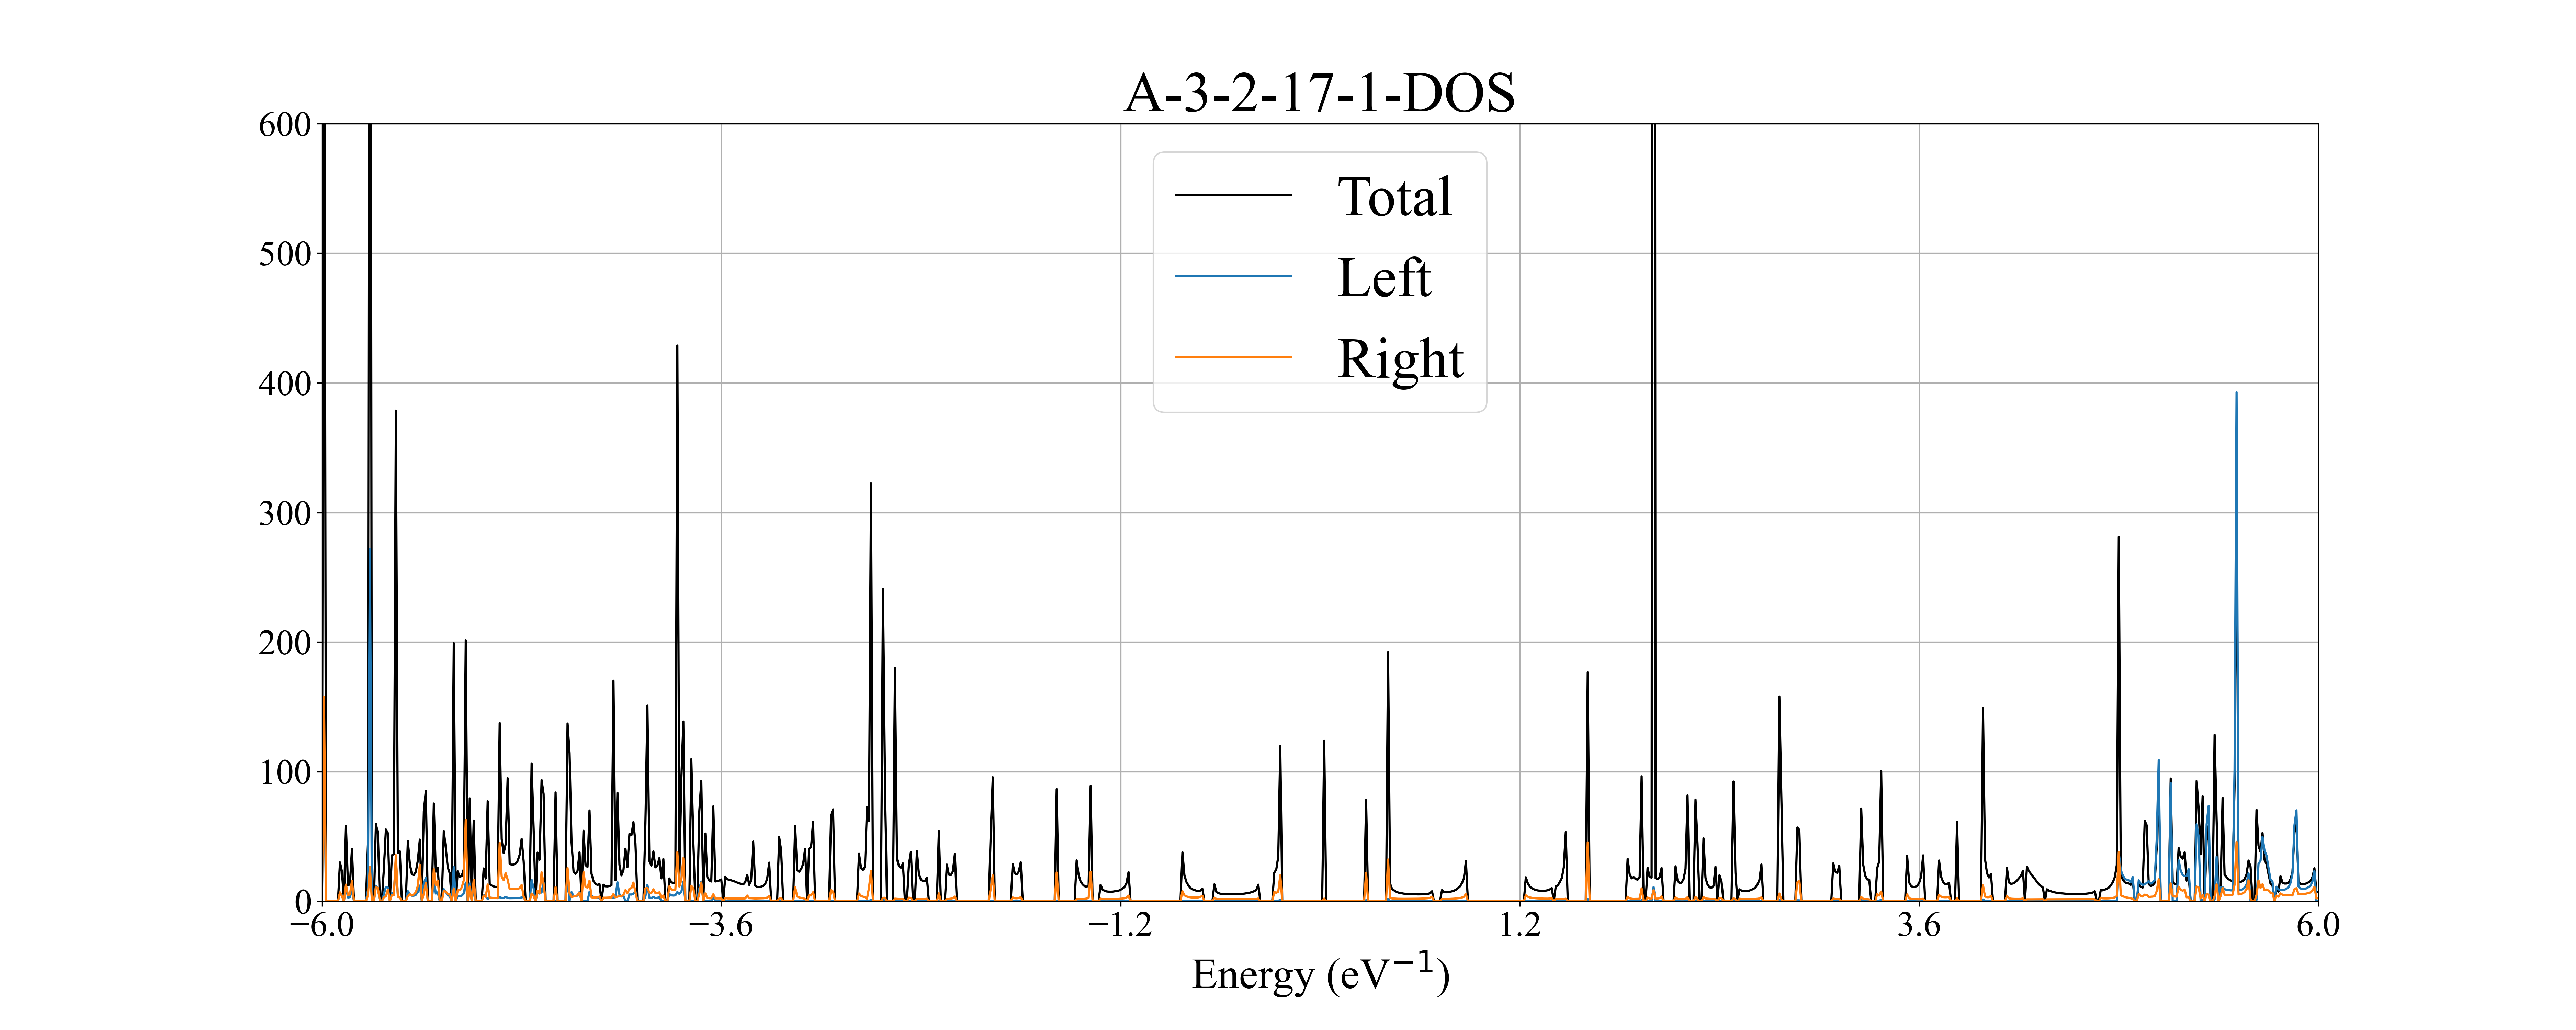 A-3-2-17-1-DOS
600
500
400
300
200
100
0
Total
Left
Right
−6.0 −3.6 −1.2 1.2 3.6 6.0
Energy (eV⁻¹)